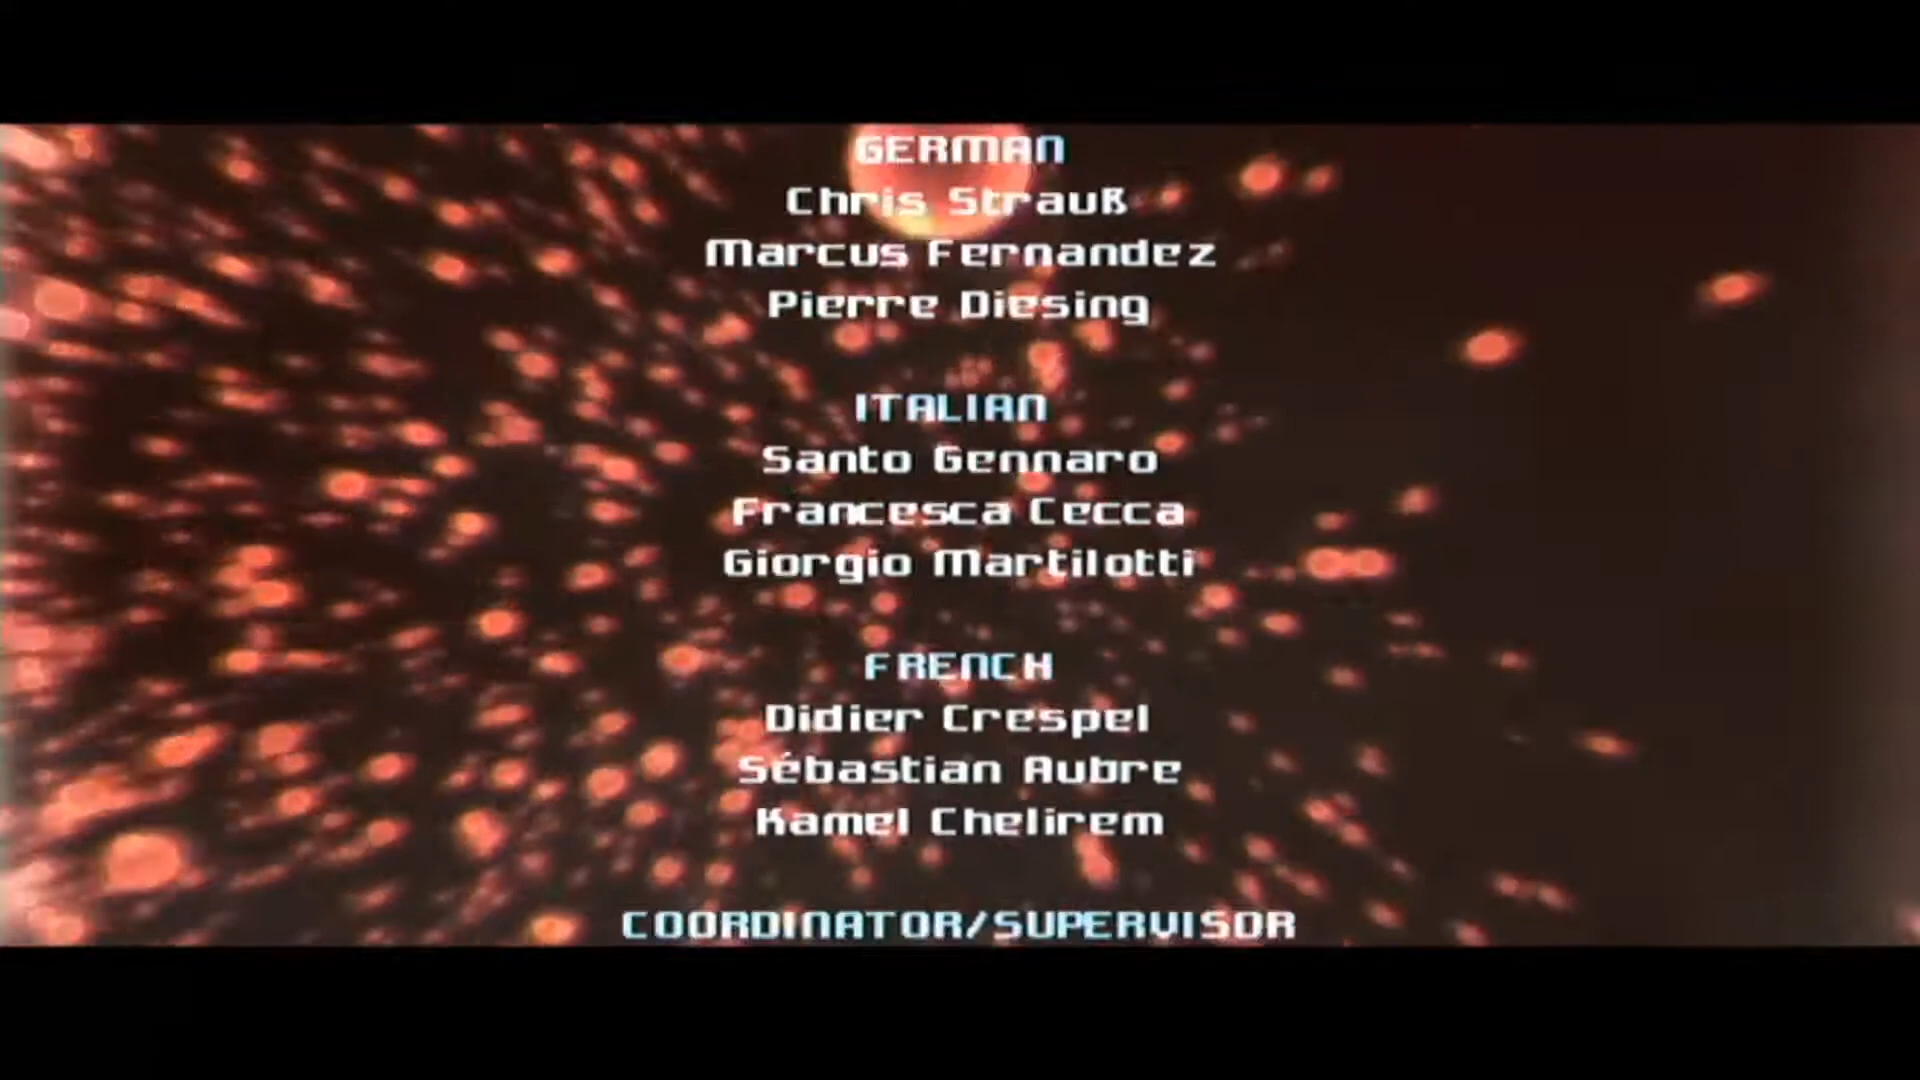 GERMAN
Chris Strauß
Marcus Fernandez
Pierre Diesing
ITALIAN
Santo Gennaro
Francesca Cecca
Giorgio Martilotti
FRENCH
Didier Crespel
Sébastian Aubre
Kamel Chelirem
COORDINATOR/SUPERVISOR